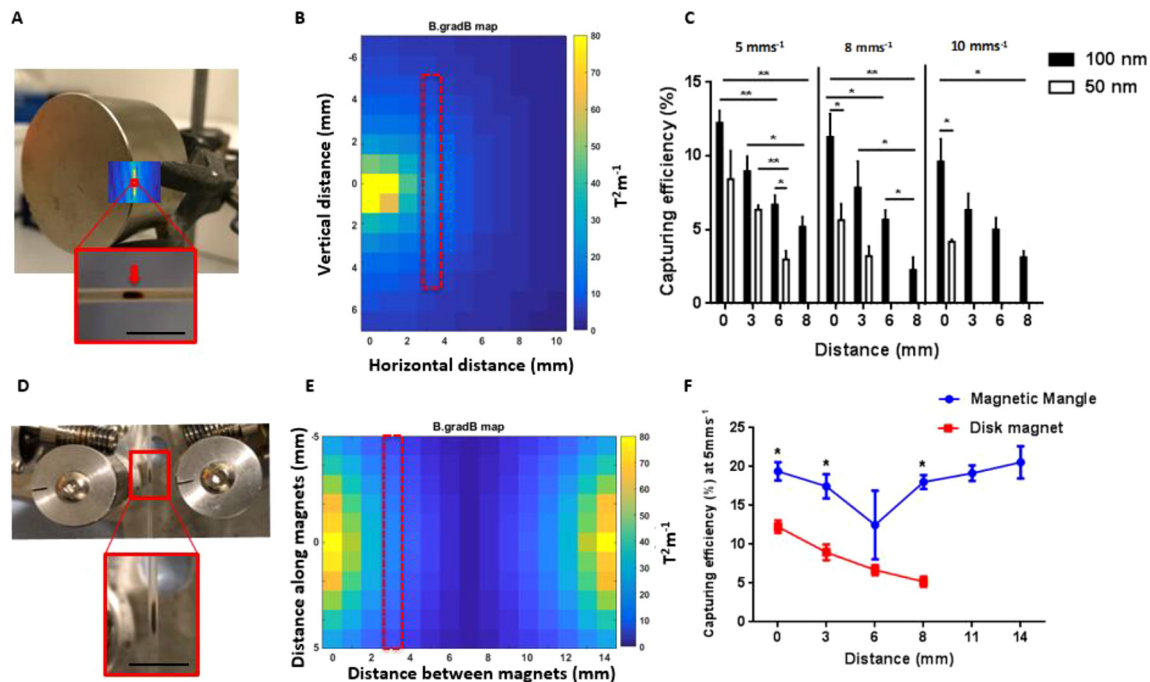 A
B
B.gradB map
-6
4
2
0
2
4
6
Vertical distance (mm)
0
2
4
6
8
10
Horizontal distance (mm)
80
70
60
50
40
30
20
10
0
T²m⁻¹
C
5 mms⁻¹
8 mms⁻¹
10 mms⁻¹
100 nm
50 nm
**
**
*
**
*
**
*
*
*
*
*
*
15
10
5
0
Capturing efficiency (%)
0 3 6 8 0 3 6 8 0 3 6 8
Distance (mm)
D
E
B.gradB map
-5
0
5
Distance along magnets (mm)
0
2
4
6
8
10
12
14
Distance between magnets (mm)
80
70
60
50
40
30
20
10
0
T²m⁻¹
F
Magnetic Mangle
Disk magnet
25
20
15
10
5
0
Capturing efficiency (%) at 5mms⁻¹
*
*
*
0 3 6 8 11 14
Distance (mm)